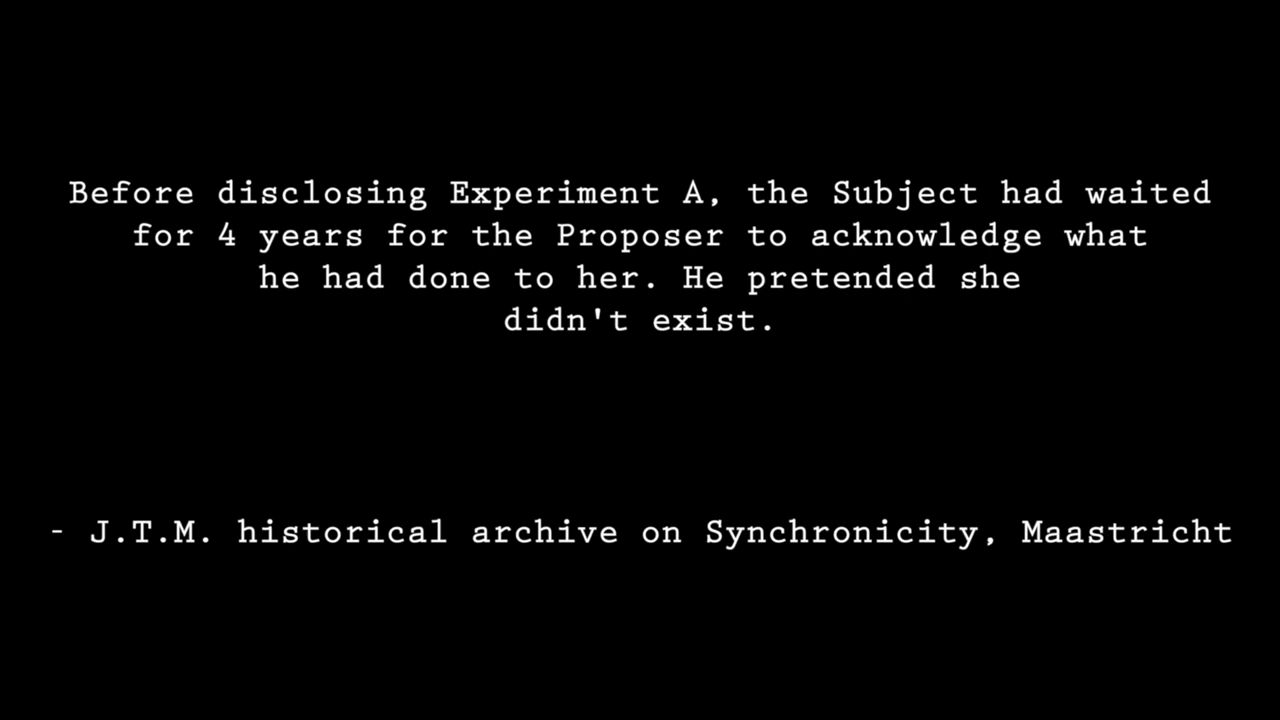 Before disclosing Experiment A, the Subject had waited
for 4 years for the Proposer to acknowledge what
he had done to her. He pretended she
didn't exist.
- J.T.M. historical archive on Synchronicity, Maastricht